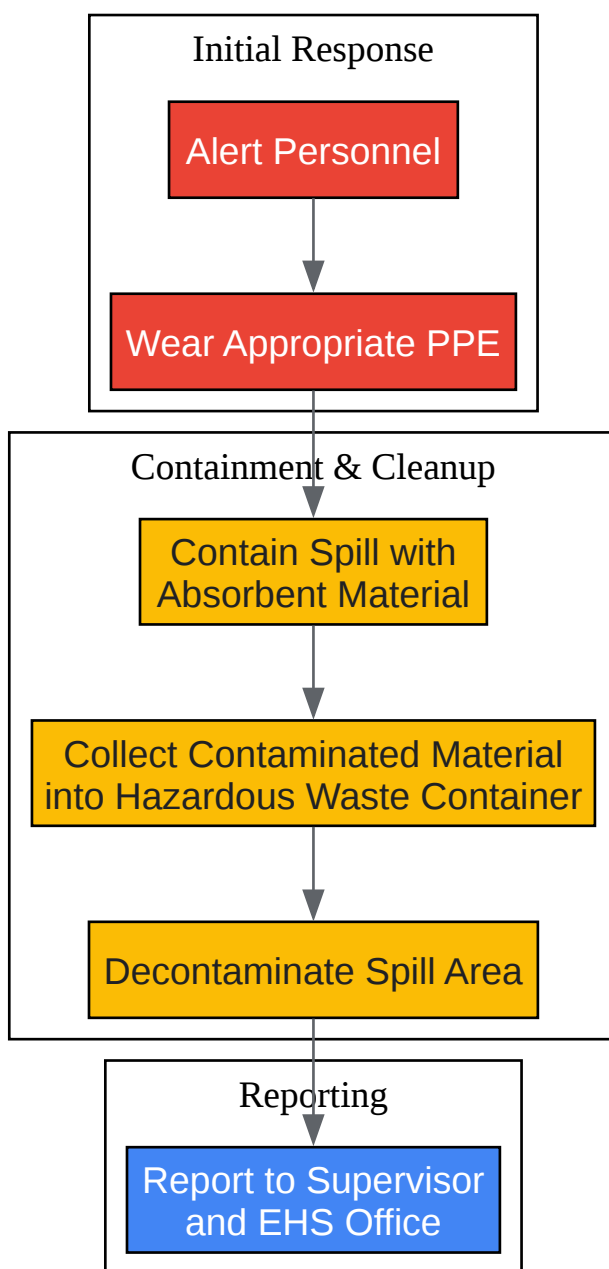 Initial Response
Alert Personnel
Wear Appropriate PPE
Containment & Cleanup
Contain Spill with
Absorbent Material
Collect Contaminated Material
into Hazardous Waste Container
Decontaminate Spill Area
Reporting
Report to Supervisor
and EHS Office